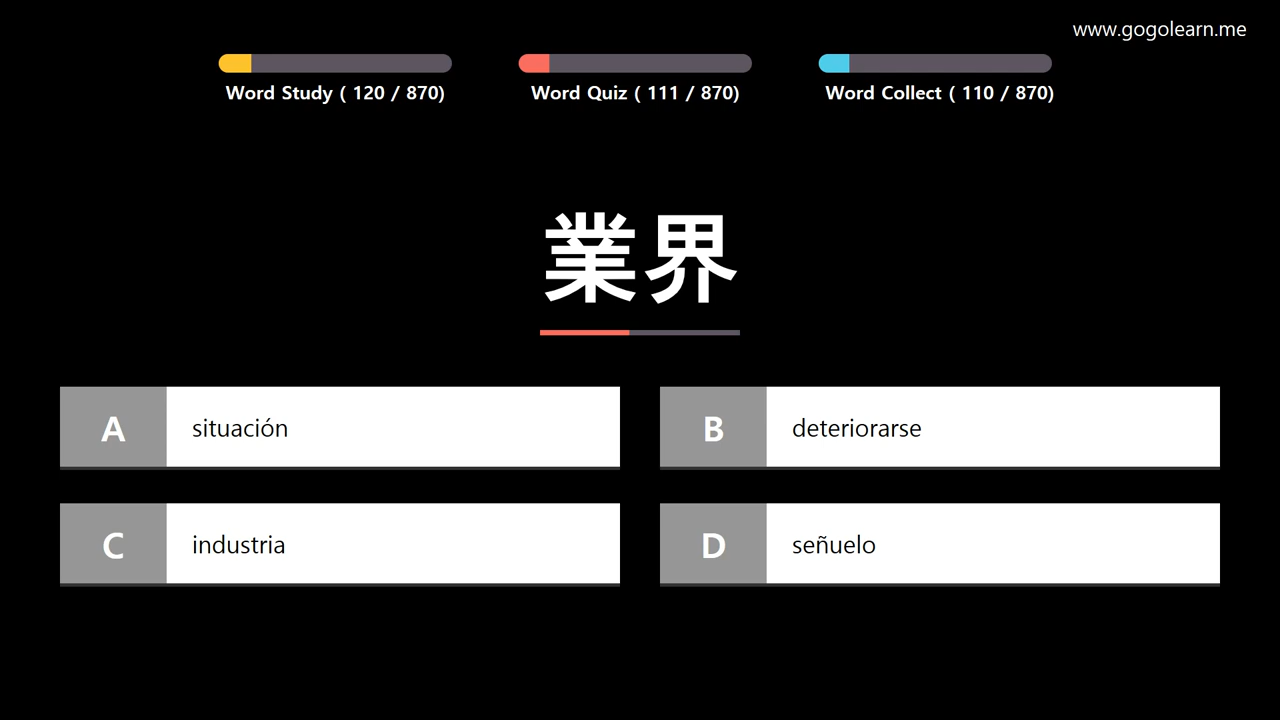 www.gogolearn.me
Word Study ( 120 / 870)
Word Quiz ( 111 / 870)
Word Collect ( 110 / 870)
業界
A situación
B deteriorarse
C industria
D señuelo